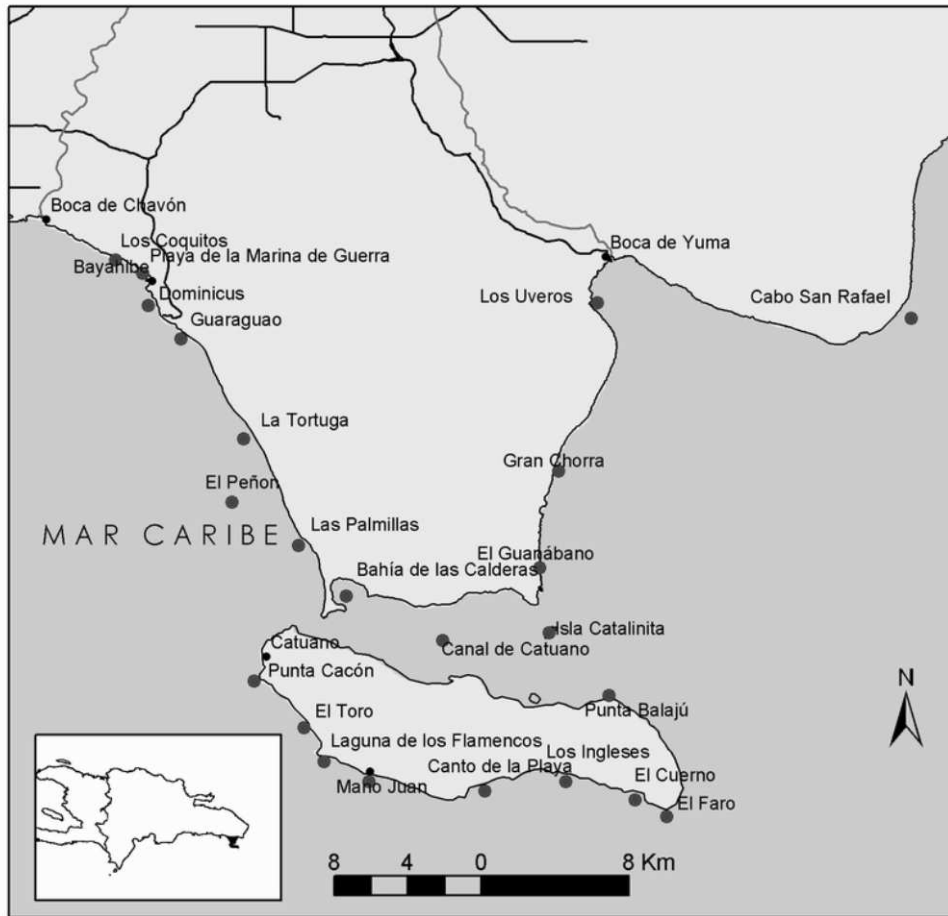 Boca de Chavón
Los Coquitos
Playa de la Marina de Guerra
Bayahibe
Dominicus
Guaraguao
Boca de Yuma
Los Uveros
Cabo San Rafael
La Tortuga
Gran Chorra
El Peñon
MAR CARIBE
Las Palmillas
El Guanábano
Bahía de las Calderas
Isla Catalinita
Canal de Catuano
Catuano
Punta Cacón
N
Punta Balajú
El Toro
Laguna de los Flamencos
Los Ingleses
Canto de la Playa
El Cuerno
Mano Juan
El Faro
8 4 0 8 Km